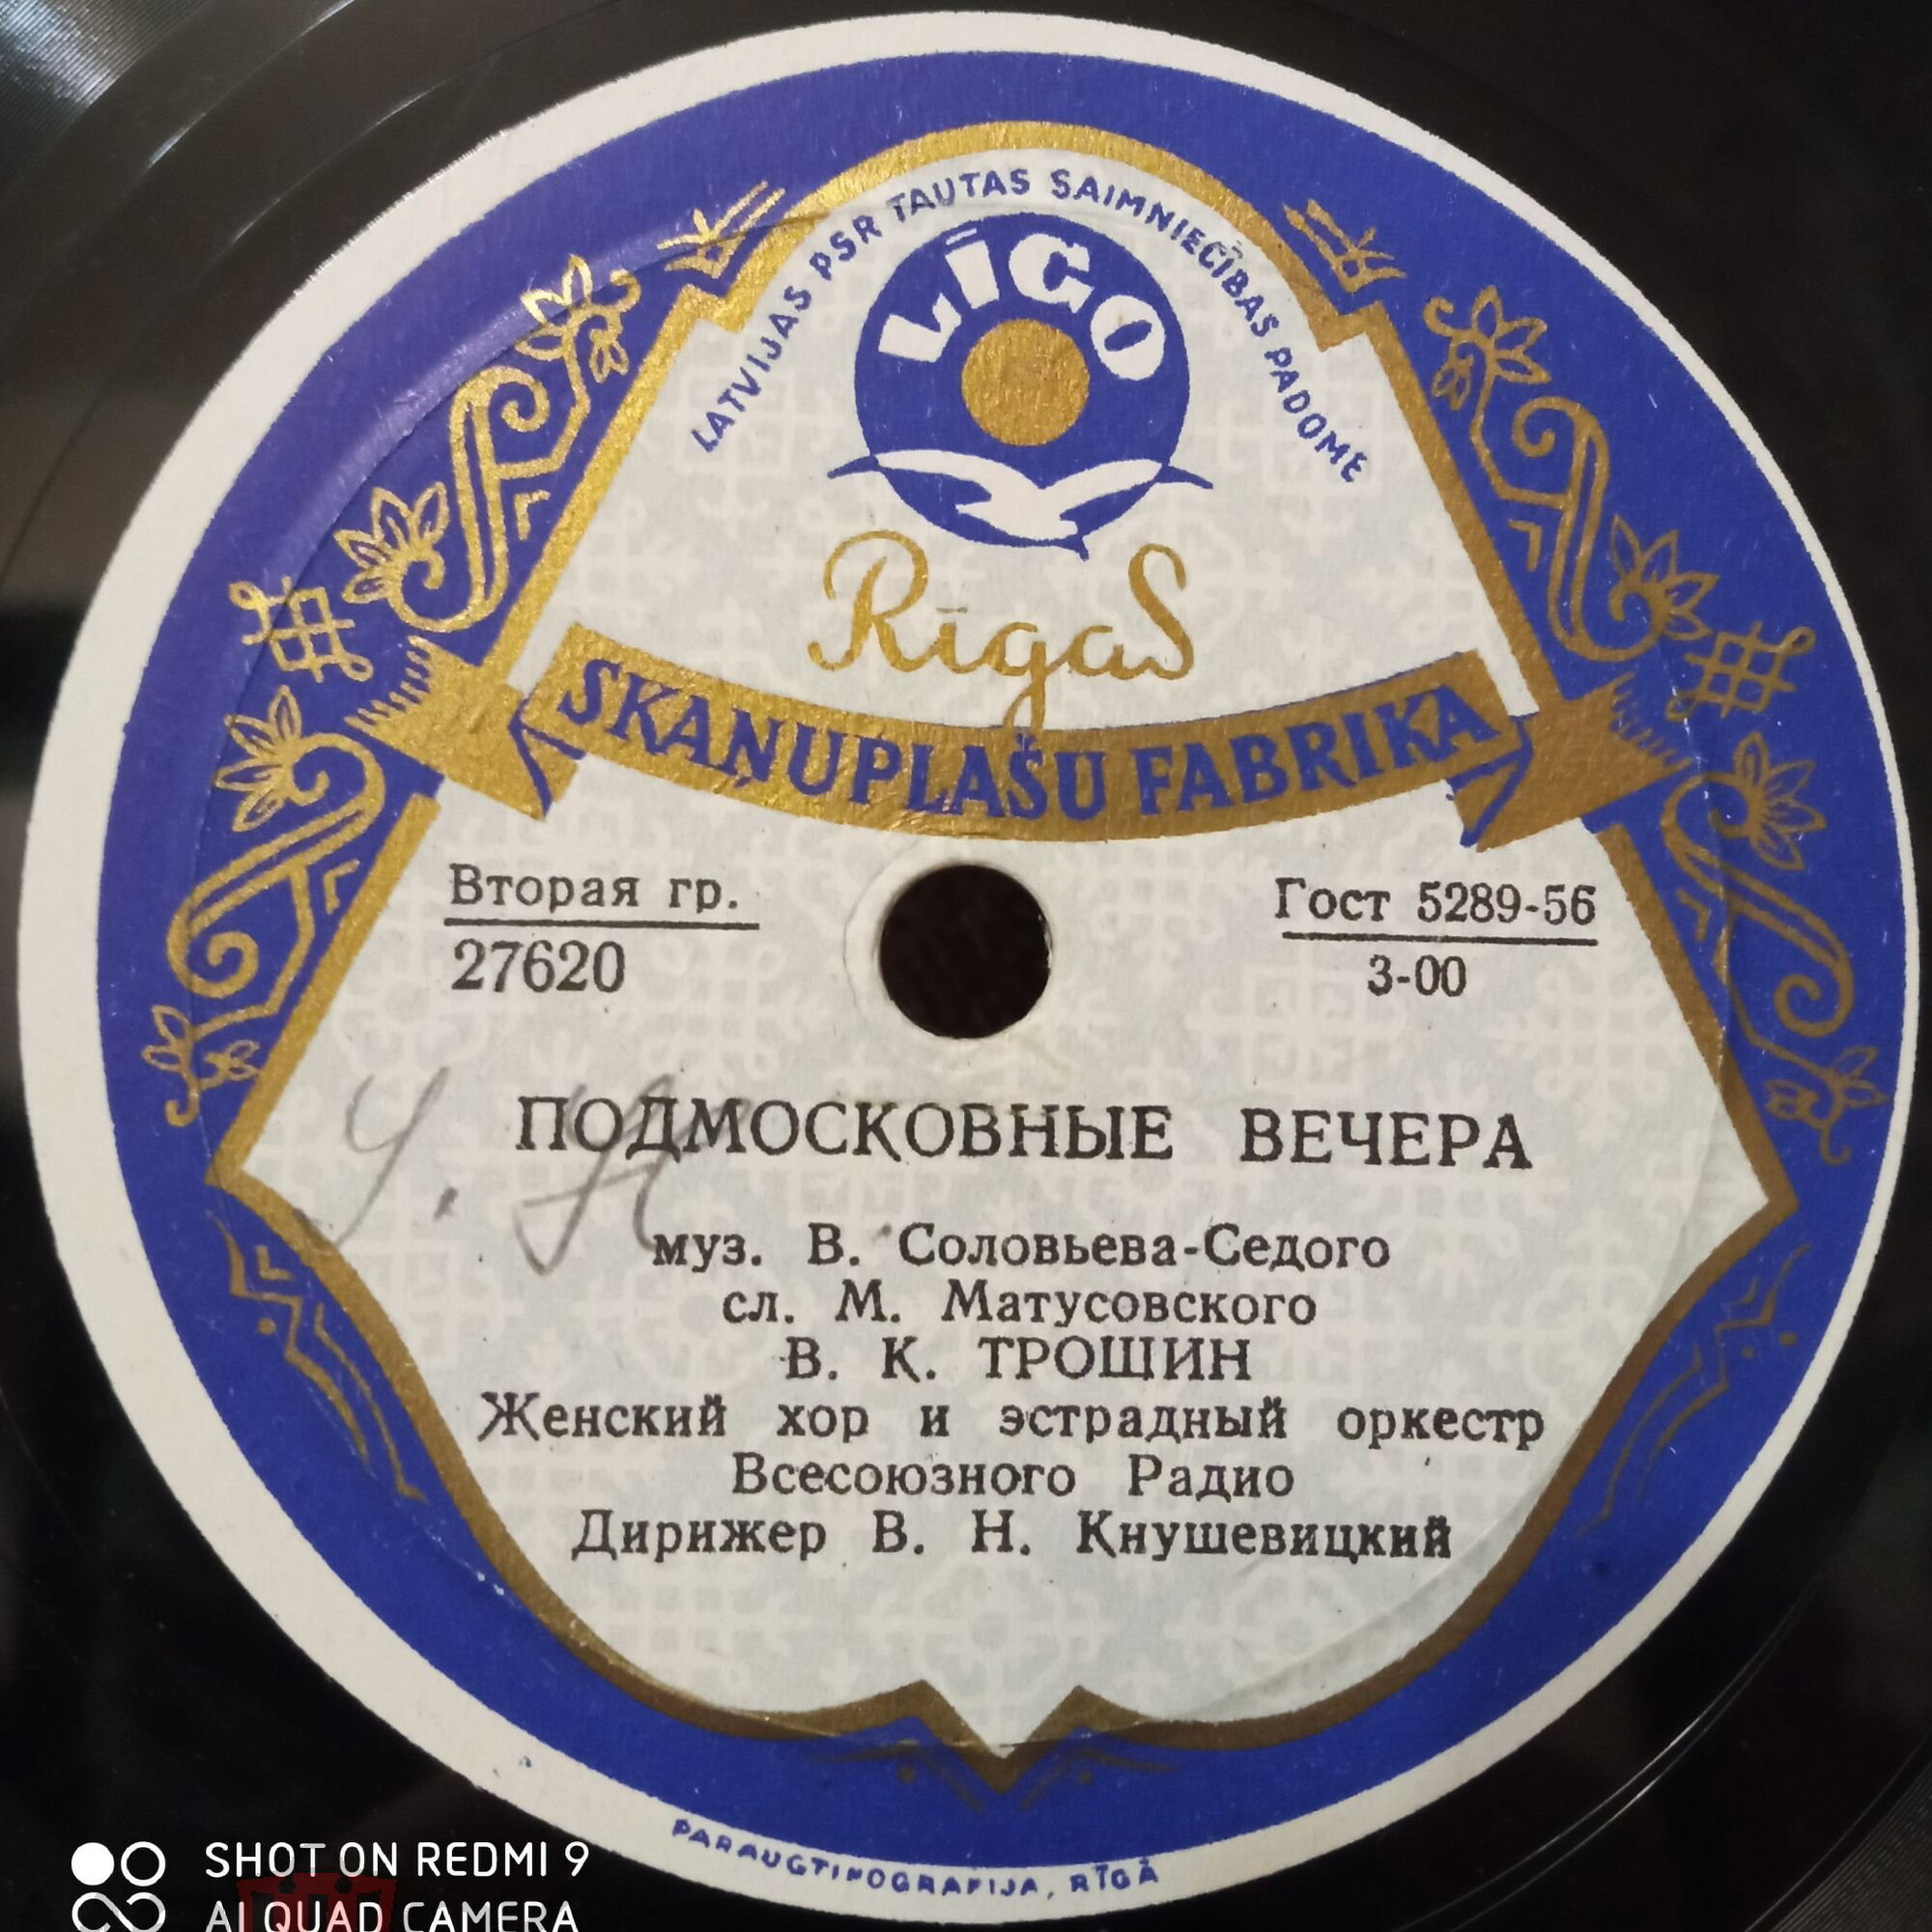 LATVIJAS PSR TAUTAS SAIMNIECĪBAS PADOME
LĪGO
Rīgas
SKAŅUPLAŠU FABRIKA
Вторая гр.
27620
Гост 5289-56
3-00
ПОДМОСКОВНЫЕ ВЕЧЕРА
муз. В. Соловьева-Седого
сл. М. Матусовского
В. К. ТРОШИН
Женский хор и эстрадный оркестр
Всесоюзного Радио
Дирижер В. Н. Кнушевицкий
PARAUGTIPOGRAFIJA, RĪGĀ
SHOT ON REDMI 9
AI QUAD CAMERA